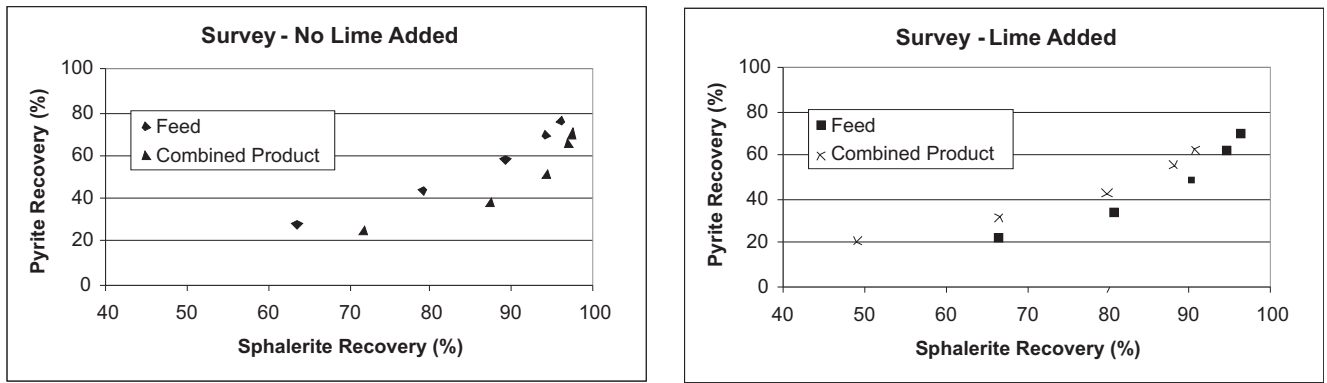 Survey - No Lime Added
Pyrite Recovery (%)
100
80
60
40
20
0
Feed
Combined Product
40 50 60 70 80 90 100
Sphalerite Recovery (%)
Survey - Lime Added
Pyrite Recovery (%)
100
80
60
40
20
0
Feed
Combined Product
40 50 60 70 80 90 100
Sphalerite Recovery (%)